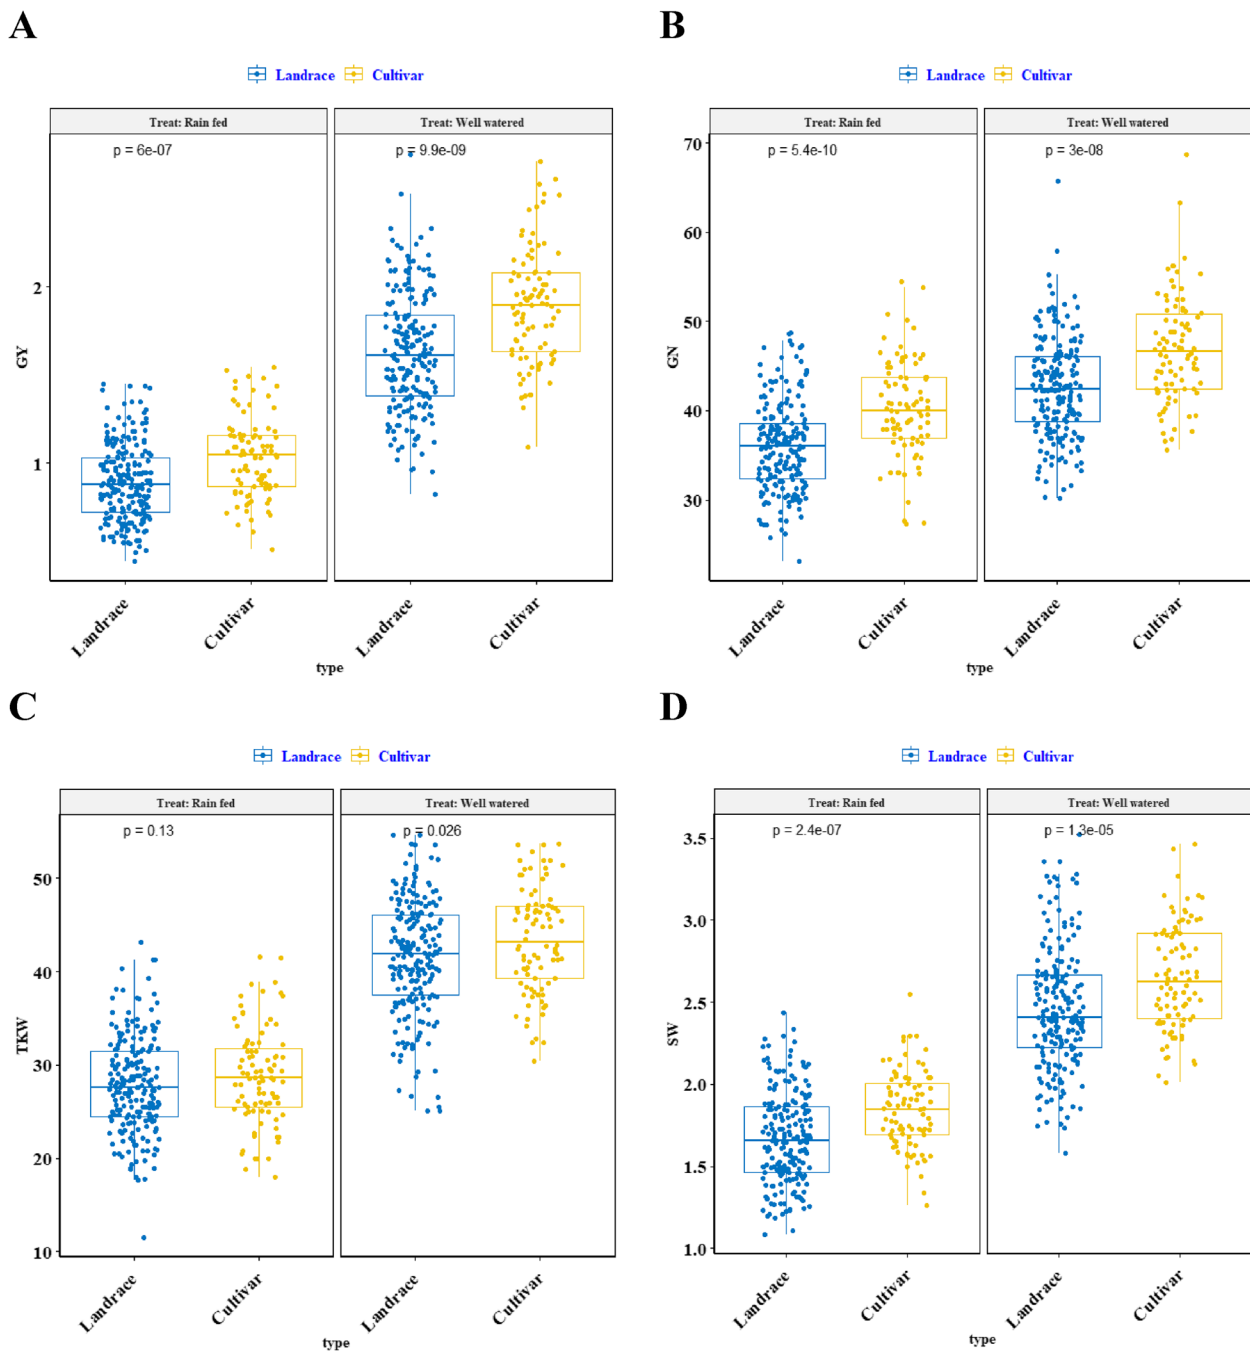 A
Landrace Cultivar
Treat: Rain fed Treat: Well watered
p = 6e-07 p = 9.9e-09
2
1
GY
Landrace Cultivar Landrace Cultivar
type
B
Landrace Cultivar
Treat: Rain fed Treat: Well watered
p = 5.4e-10 p = 3e-08
70
60
50
40
30
GN
Landrace Cultivar Landrace Cultivar
type
C
Landrace Cultivar
Treat: Rain fed Treat: Well watered
p = 0.13 p = 0.026
50
40
30
20
10
TKW
Landrace Cultivar Landrace Cultivar
type
D
Landrace Cultivar
Treat: Rain fed Treat: Well watered
p = 2.4e-07 p = 1.3e-05
3.5
3.0
2.5
2.0
1.5
1.0
SW
Landrace Cultivar Landrace Cultivar
type